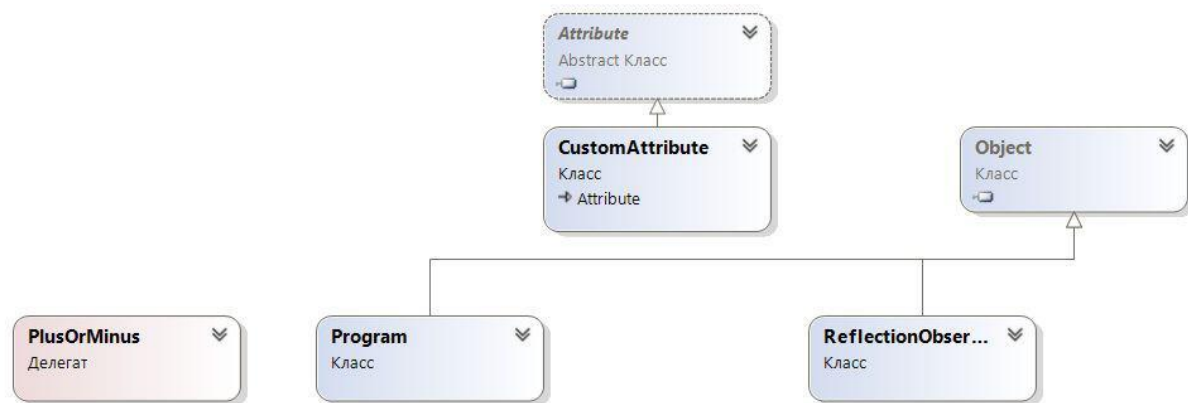 Attribute
Abstract Класс
CustomAttribute
Класс
Attribute
Object
Класс
PlusOrMinus
Делегат
Program
Класс
ReflectionObser...
Класс